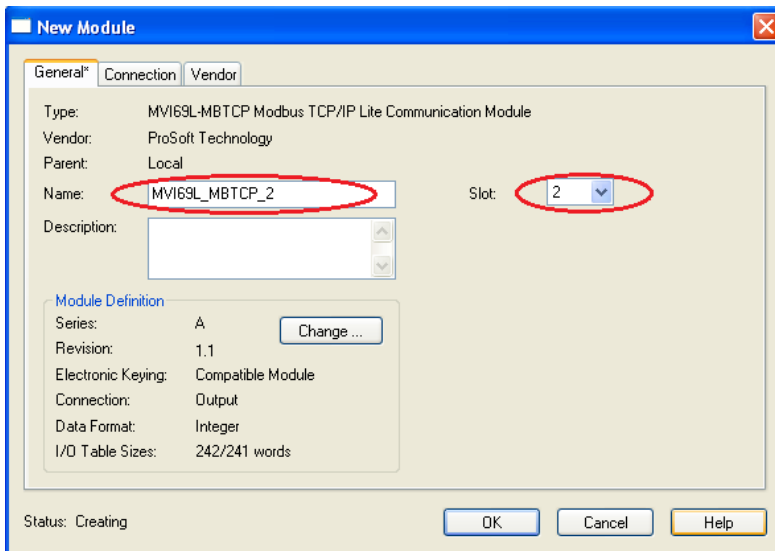 New Module
General* Connection Vendor
Type: MVI69L-MBTCP Modbus TCP/IP Lite Communication Module
Vendor: ProSoft Technology
Parent: Local
Name: MVI69L_MBTCP_2 Slot: 2
Description:
Module Definition
Series: A Change ...
Revision: 1.1
Electronic Keying: Compatible Module
Connection: Output
Data Format: Integer
I/O Table Sizes: 242/241 words
Status: Creating OK Cancel Help